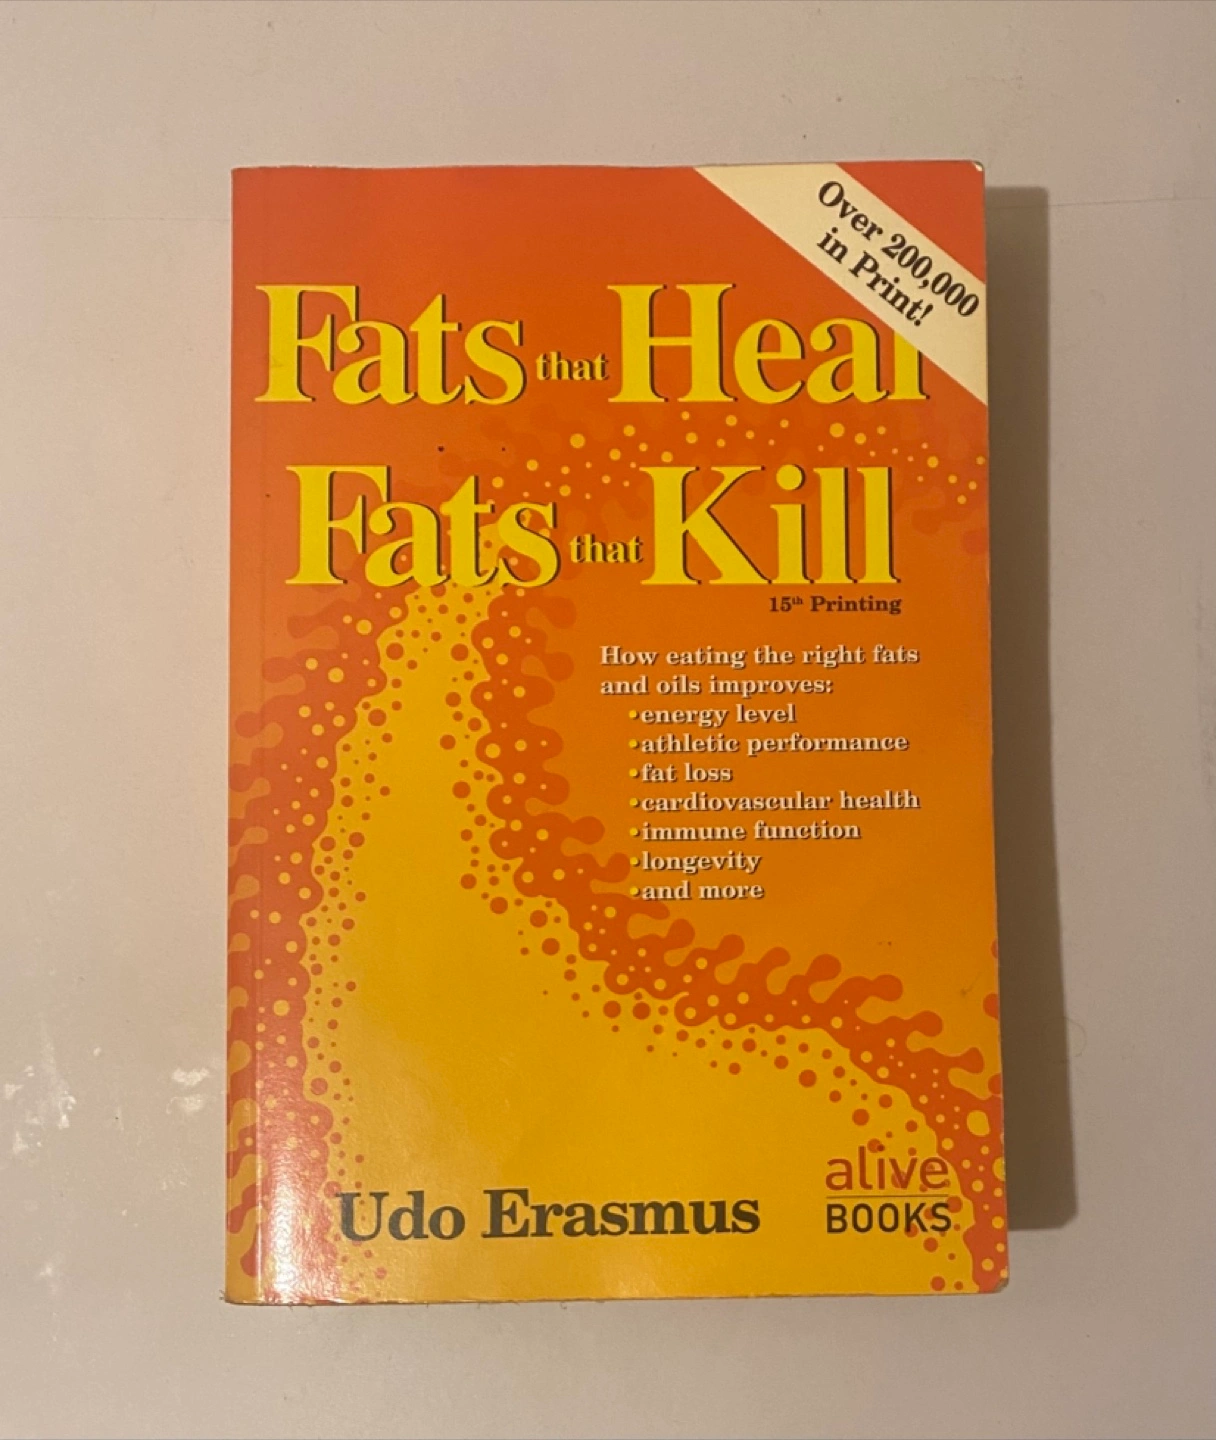 Over 200,000
in Print!
Fats that Heal
Fats that Kill
15th Printing
How eating the right fats
and oils improves:
•energy level
•athletic performance
•fat loss
•cardiovascular health
•immune function
•longevity
•and more
Udo Erasmus
alive
BOOKS